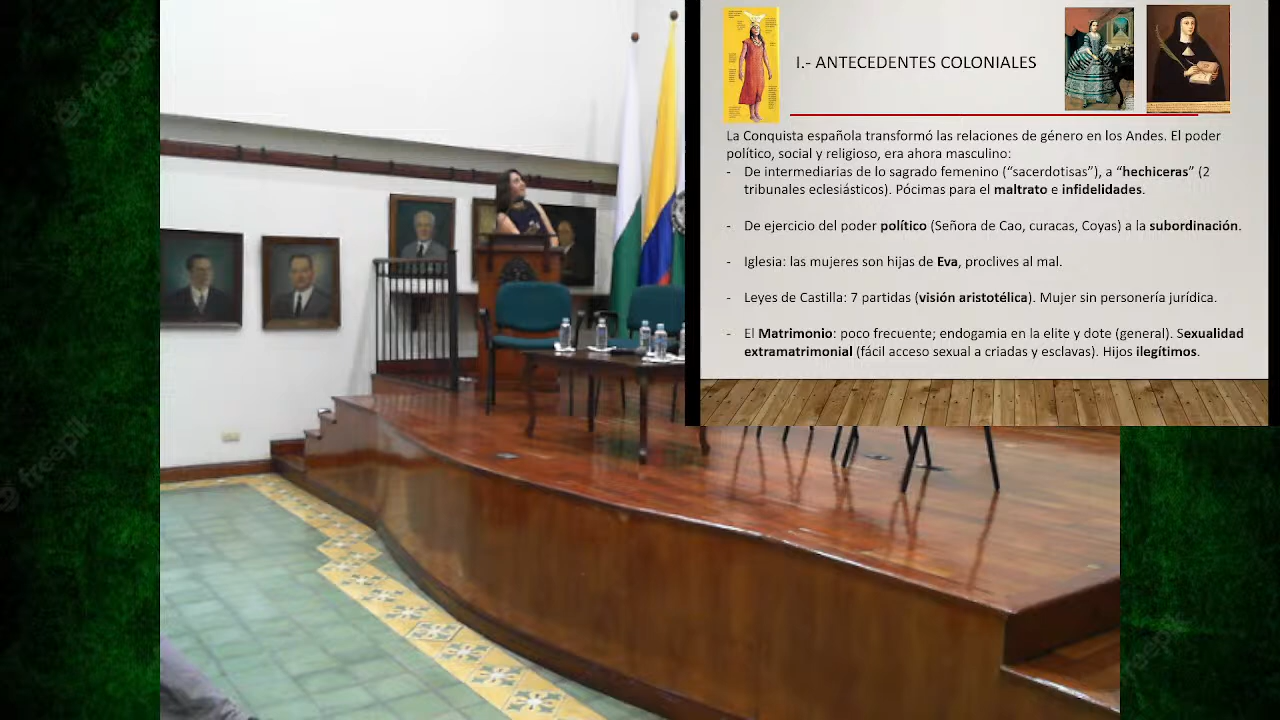 I.- ANTECEDENTES COLONIALES
La Conquista española transformó las relaciones de género en los Andes. El poder
político, social y religioso, era ahora masculino:
- De intermediarias de lo sagrado femenino (“sacerdotisas”), a “hechiceras” (2
tribunales eclesiásticos). Pócimas para el maltrato e infidelidades.
- De ejercicio del poder político (Señora de Cao, curacas, Coyas) a la subordinación.
- Iglesia: las mujeres son hijas de Eva, proclives al mal.
- Leyes de Castilla: 7 partidas (visión aristotélica). Mujer sin personería jurídica.
- El Matrimonio: poco frecuente; endogamia en la elite y dote (general). Sexualidad
extramatrimonial (fácil acceso sexual a criadas y esclavas). Hijos ilegítimos.
freepik
freepik
freepik